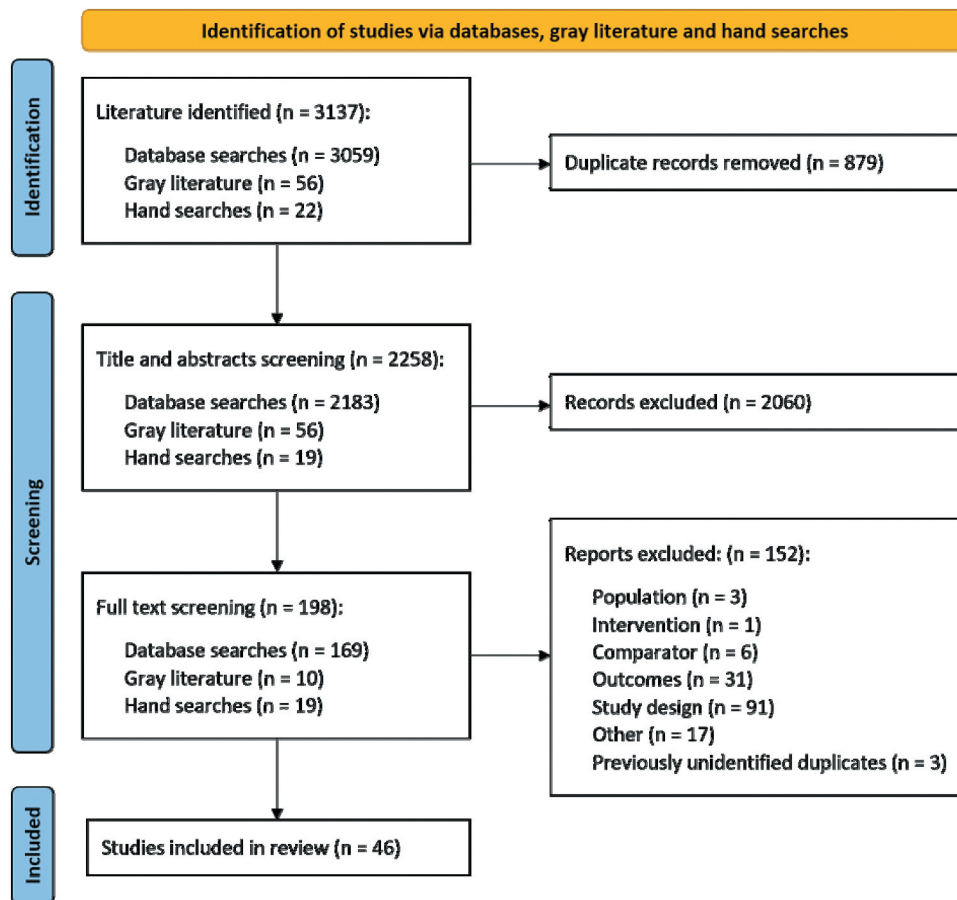 Identification of studies via databases, gray literature and hand searches
Identification
Literature identified (n = 3137):
Database searches (n = 3059)
Gray literature (n = 56)
Hand searches (n = 22)
Duplicate records removed (n = 879)
Screening
Title and abstracts screening (n = 2258):
Database searches (n = 2183)
Gray literature (n = 56)
Hand searches (n = 19)
Records excluded (n = 2060)
Full text screening (n = 198):
Database searches (n = 169)
Gray literature (n = 10)
Hand searches (n = 19)
Reports excluded: (n = 152):
Population (n = 3)
Intervention (n = 1)
Comparator (n = 6)
Outcomes (n = 31)
Study design (n = 91)
Other (n = 17)
Previously unidentified duplicates (n = 3)
Included
Studies included in review (n = 46)